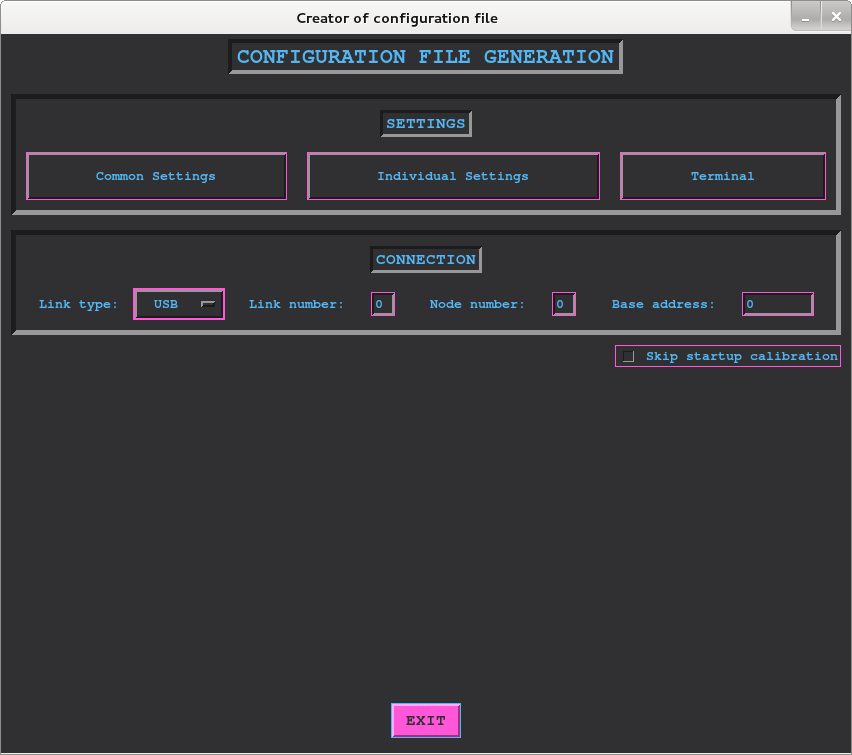 Creator of configuration file
CONFIGURATION FILE GENERATION
SETTINGS
Common Settings Individual Settings Terminal
CONNECTION
Link type: USB Link number: 0 Node number: 0 Base address: 0
Skip startup calibration
EXIT